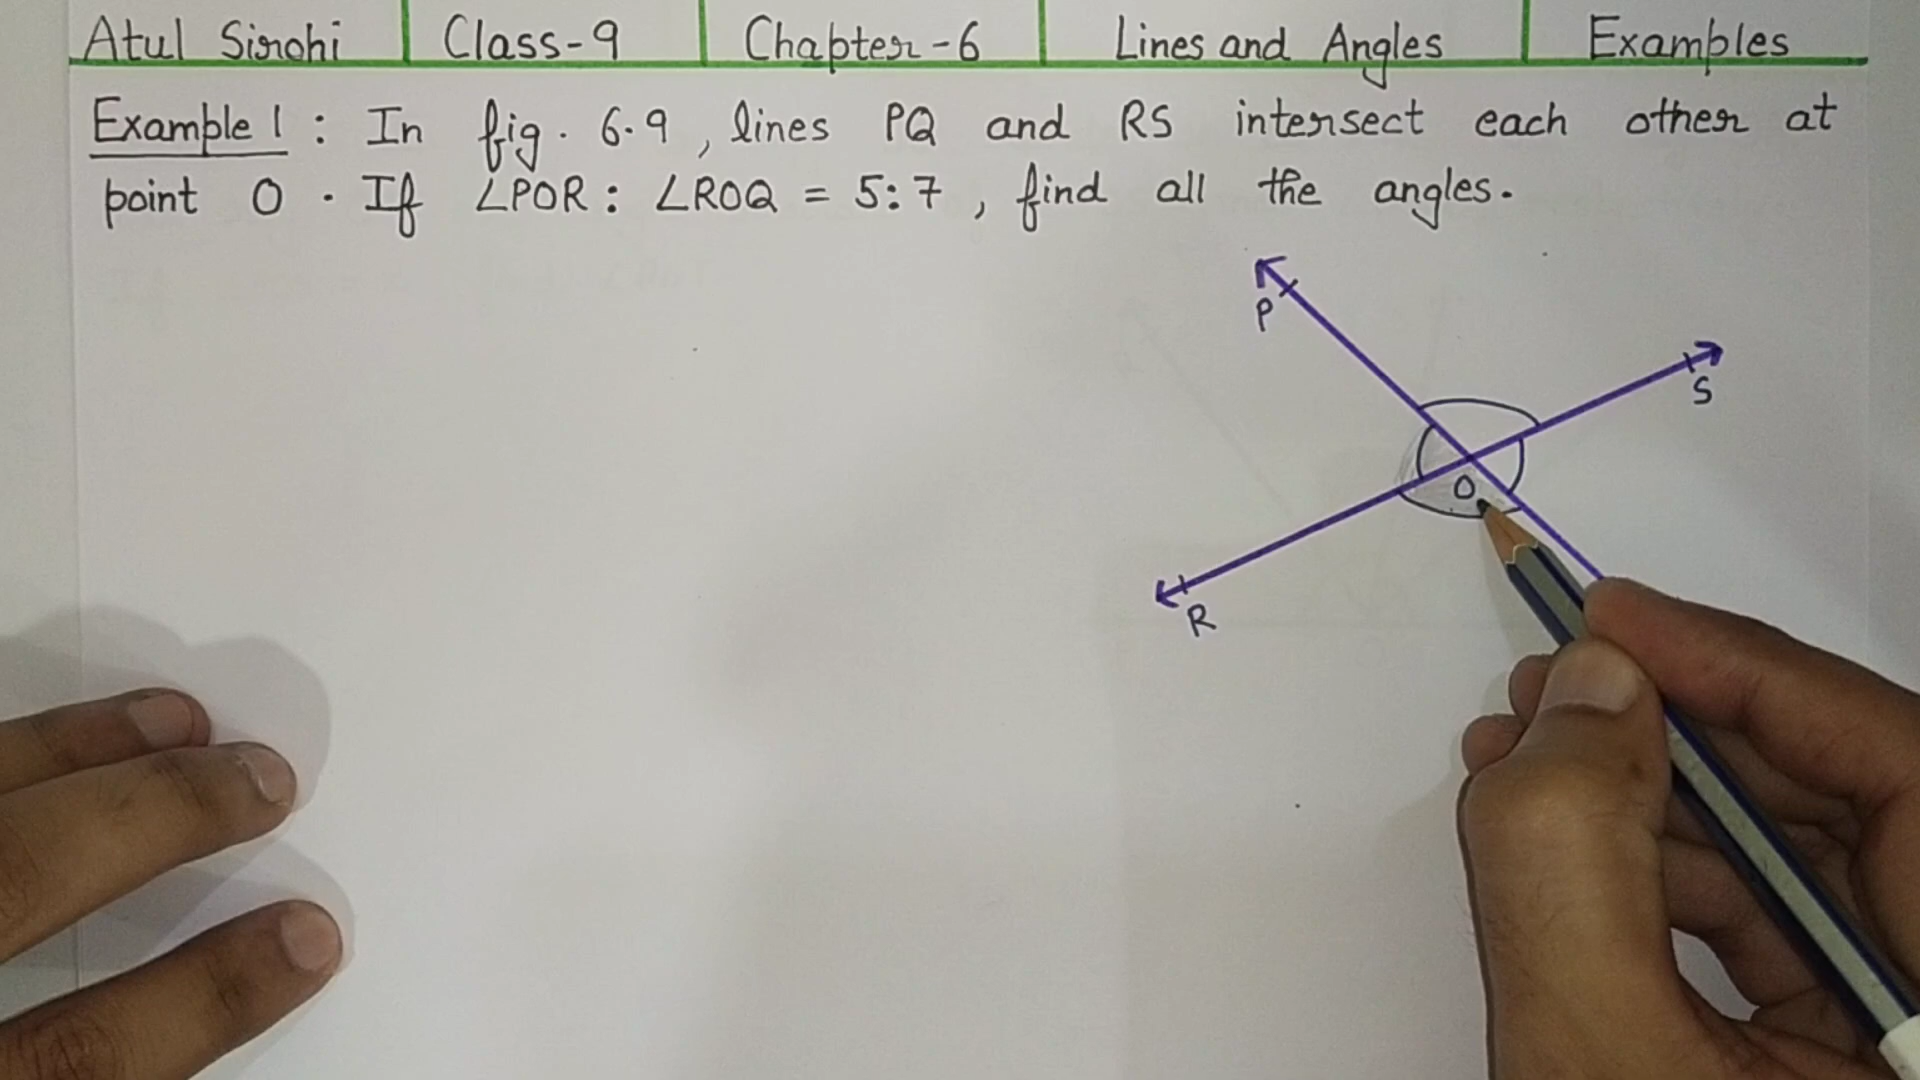 Atul Sirohi Class-9 Chapter-6 Lines and Angles Examples
Example 1 : In fig. 6.9, lines PQ and RS intersect each other at
point O. If ∠POR : ∠ROQ = 5:7, find all the angles.
P
S
O
R